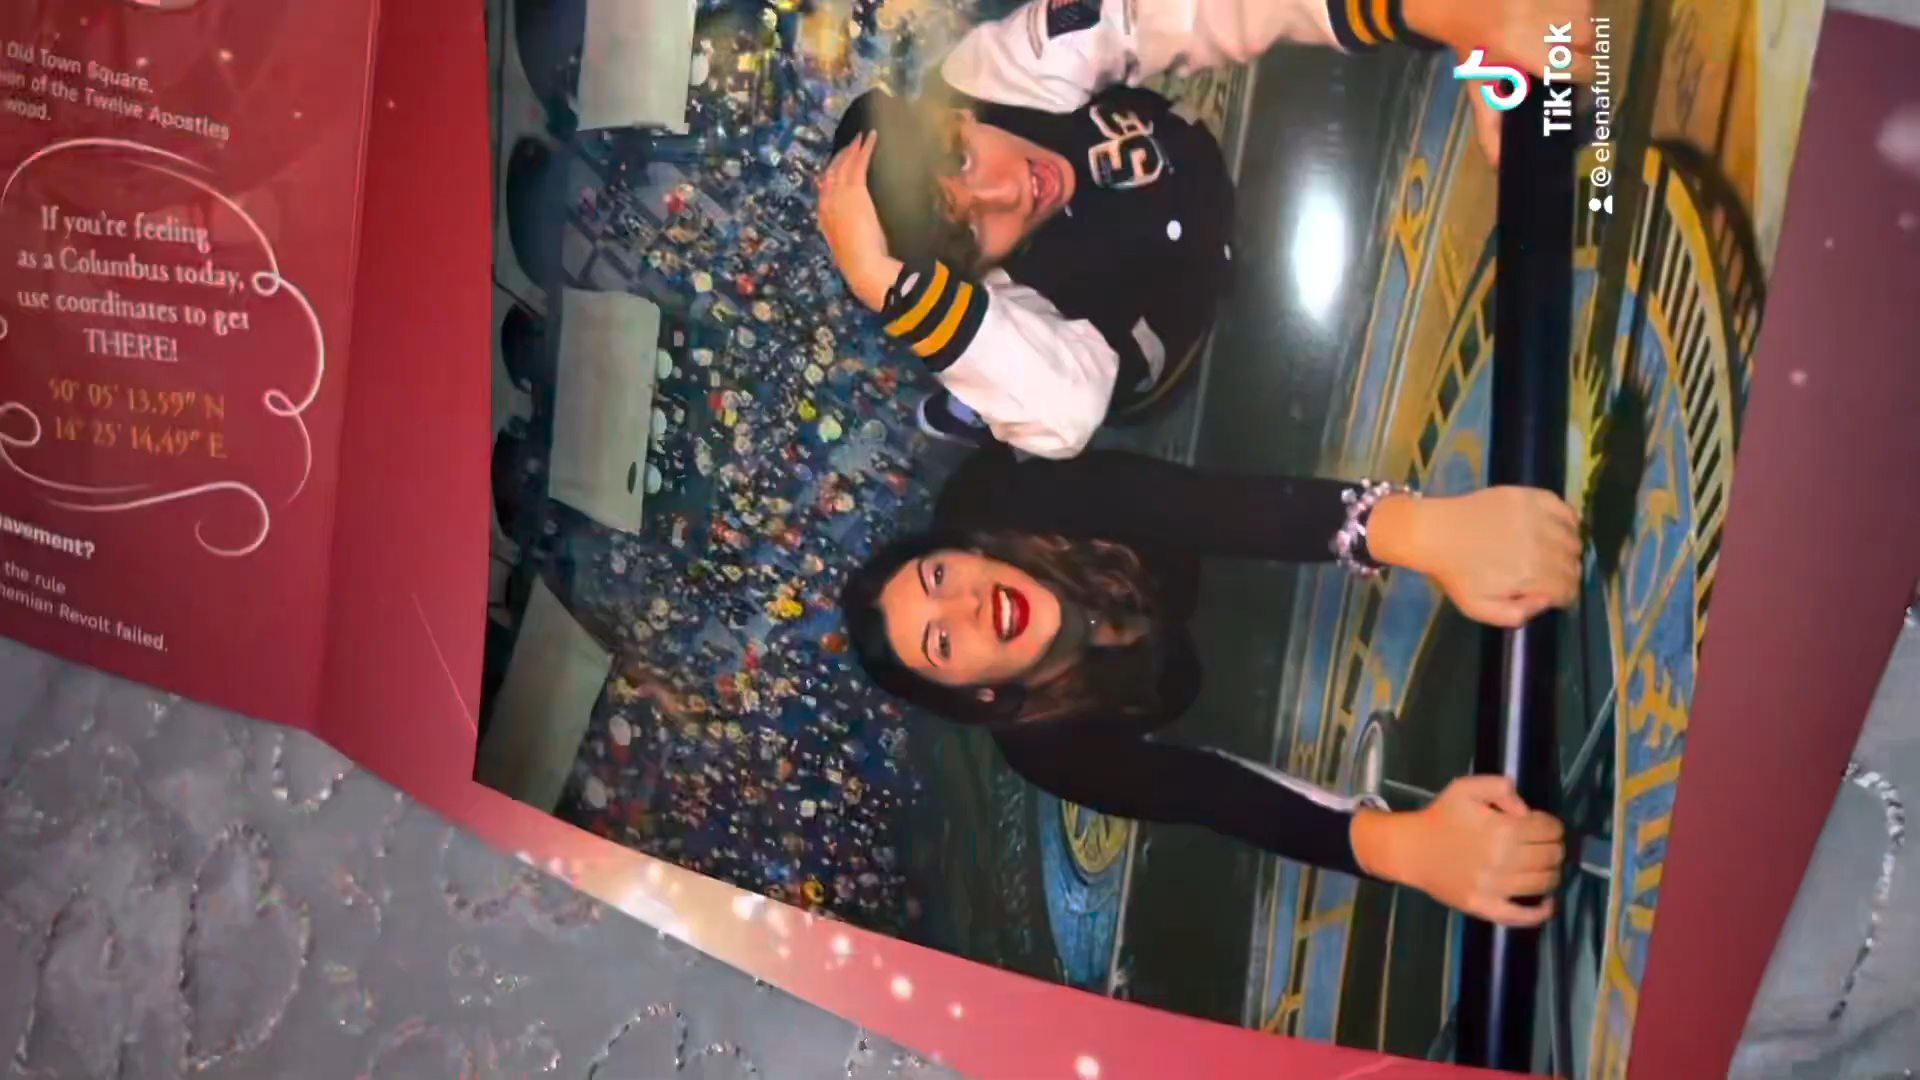 Old Town Square.
of the Twelve Apostles
wood.
If you're feeling
as a Columbus today,
use coordinates to get
THERE!
50° 05' 13.59" N
14° 25' 14,49" E
avement?
the rule
hemian Revolt failed.
TikTok
@elenafurlani